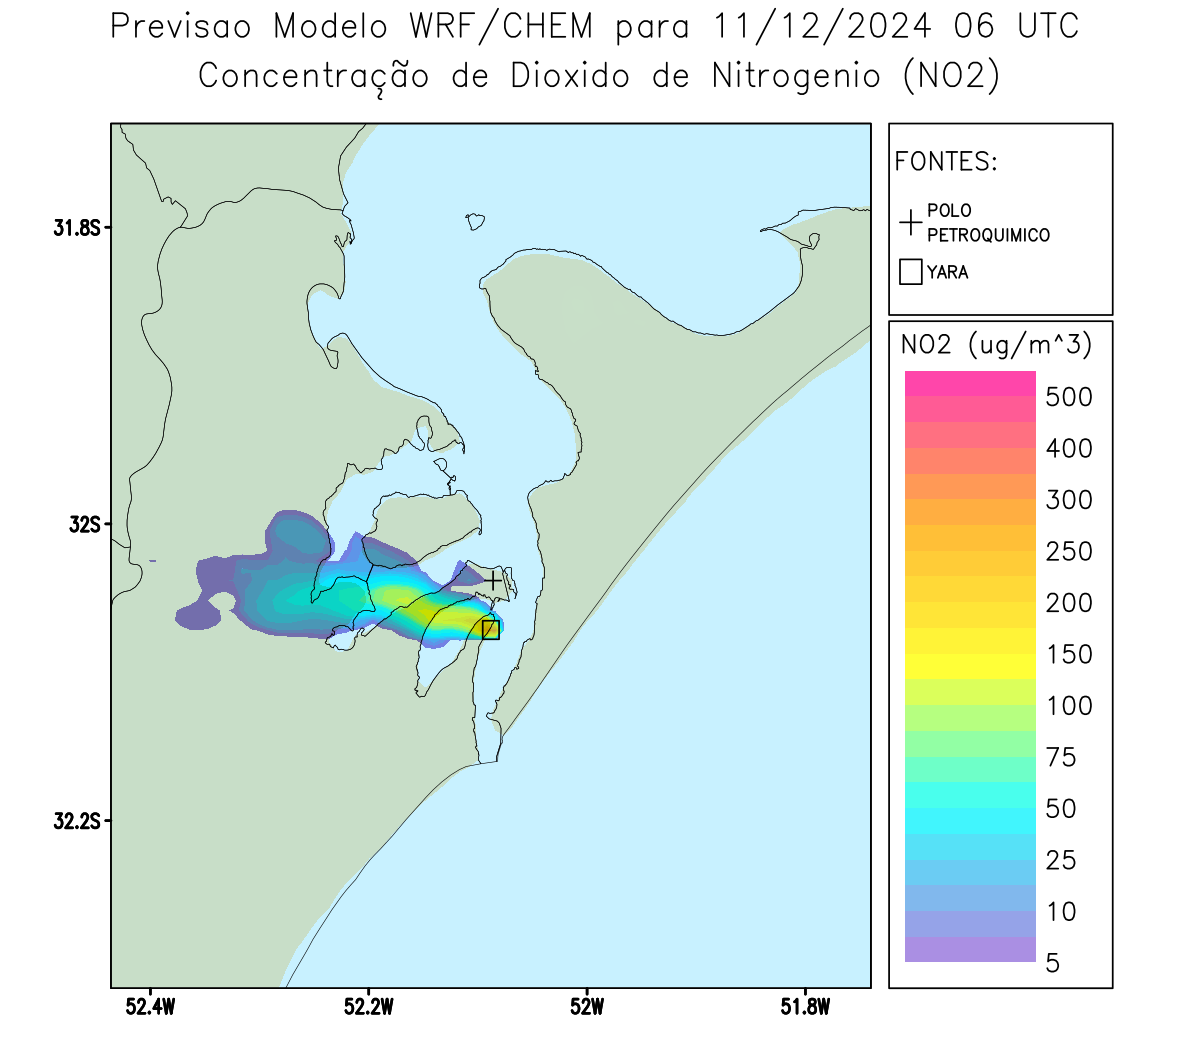 Previsao Modelo WRF/CHEM para 11/12/2024 06 UTC
Concentração de Dioxido de Nitrogenio (NO2)
FONTES:
POLO
PETROQUIMICO
YARA
NO2 (ug/m^3)
500
400
300
250
200
150
100
75
50
25
10
5
31.8S
32S
32.2S
52.4W
52.2W
52W
51.8W